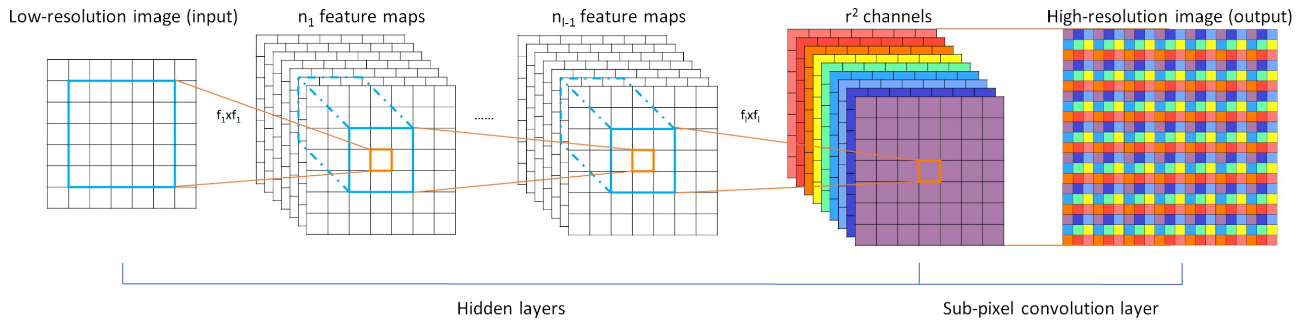 Low-resolution image (input)
n₁ feature maps
nₗ₋₁ feature maps
r² channels
High-resolution image (output)
f₁xf₁
......
fₗxfₗ
Hidden layers
Sub-pixel convolution layer